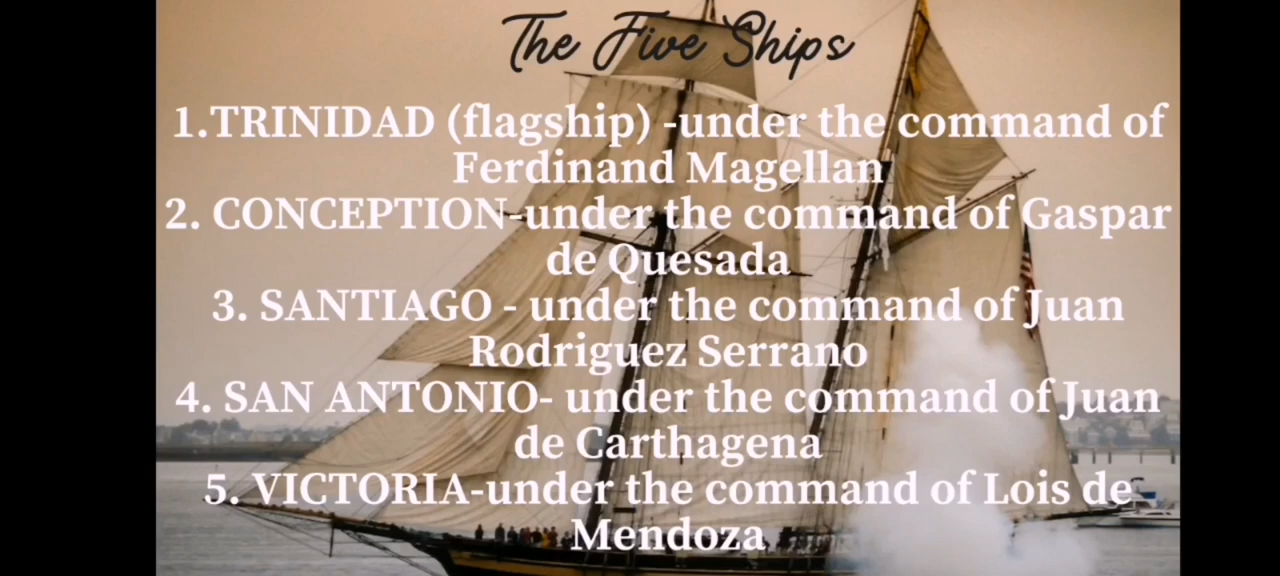 The Five Ships
1.TRINIDAD (flagship) -under the command of
Ferdinand Magellan
2. CONCEPTION-under the command of Gaspar
de Quesada
3. SANTIAGO - under the command of Juan
Rodriguez Serrano
4. SAN ANTONIO- under the command of Juan
de Carthagena
5. VICTORIA-under the command of Lois de
Mendoza